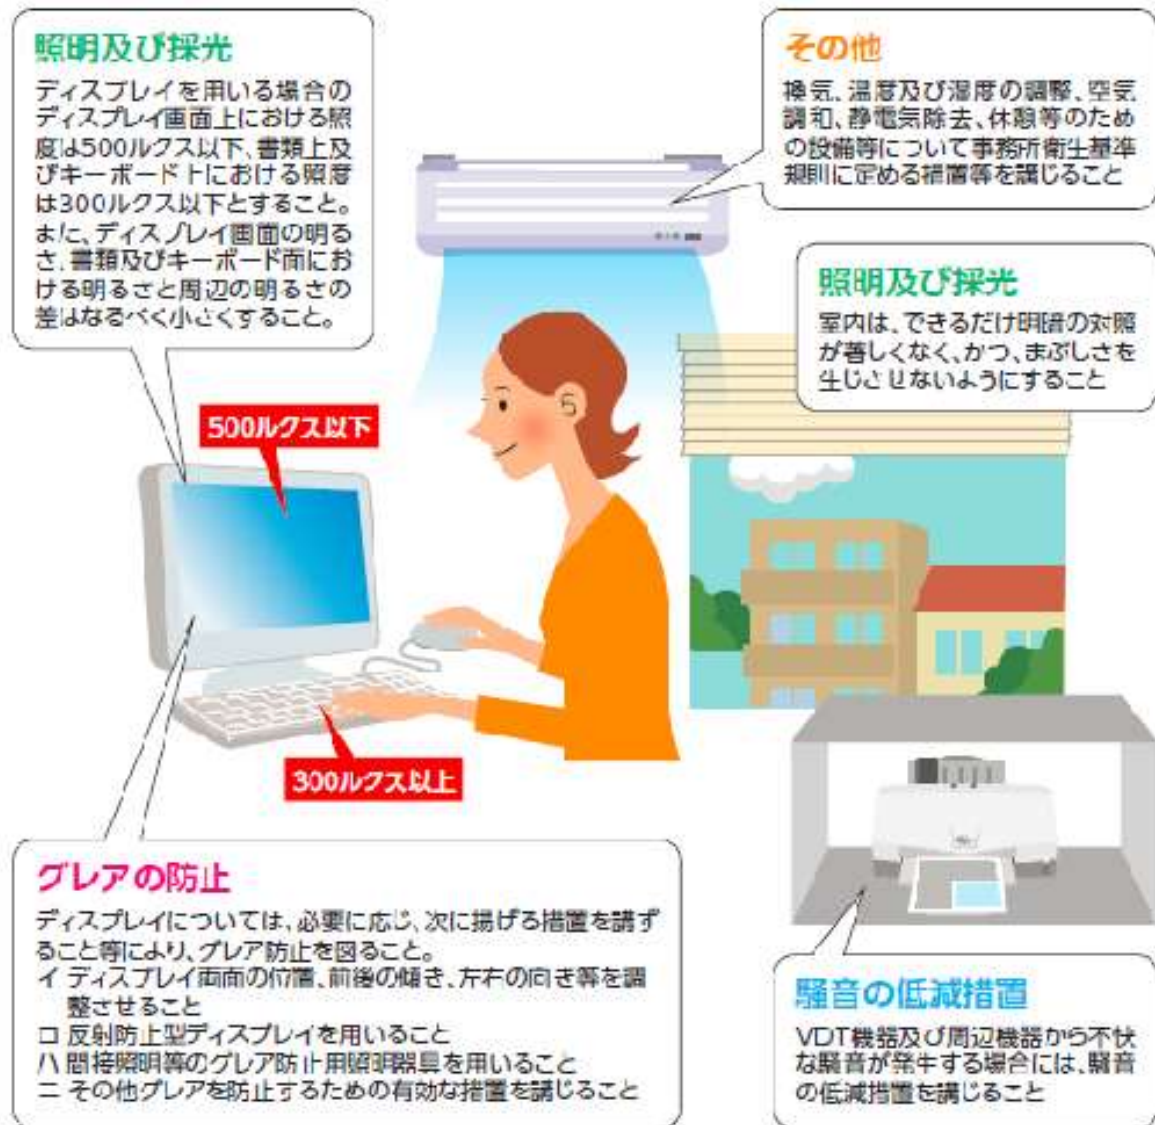 照明及び採光
ディスプレイを用いる場合の
ディスプレイ画面上における照
度は500ルクス以下、書類上及
びキーボード上における照度
は300ルクス以下とすること。
また、ディスプレイ画面の明る
さ、書類及びキーボード面にお
ける明るさと周辺の明るさの
差はなるべく小さくすること。
その他
換気、温度及び湿度の調整、空気
調和、静電気除去、休憩等のため
の設備等について事務所衛生基準
規則に定める措置等を講じること
照明及び採光
室内は、できるだけ明暗の対照
が著しくなく、かつ、まぶしさを
生じさせないようにすること
500ルクス以下
300ルクス以上
グレアの防止
ディスプレイについては、必要に応じ、次に揚げる措置を講ず
ること等により、グレア防止を図ること。
イ ディスプレイ画面の位置、前後の傾き、左右の向き等を調
整させること
ロ 反射防止型ディスプレイを用いること
ハ 間接照明等のグレア防止用照明器具を用いること
ニ その他グレアを防止するための有効な措置を講じること
騒音の低減措置
VDT機器及び周辺機器から不快
な騒音が発生する場合には、騒音
の低減措置を講じること